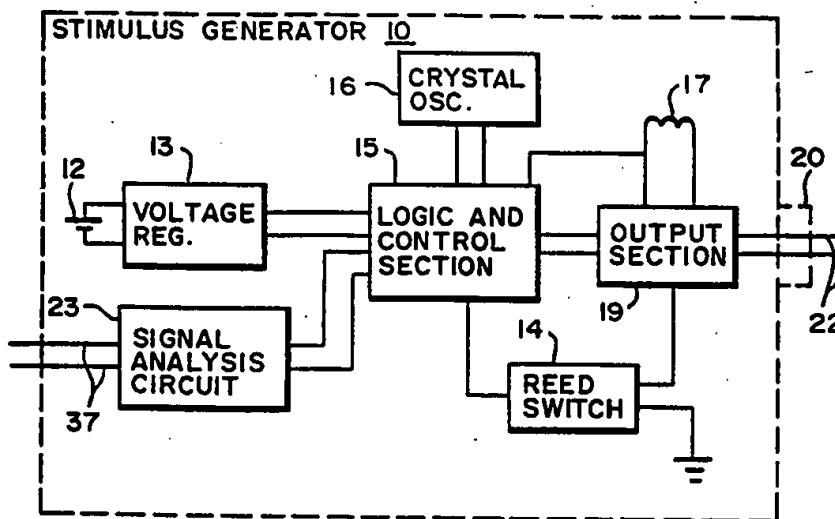 STIMULUS GENERATOR 10
16
CRYSTAL
OSC.
17
12
13
VOLTAGE
REG.
15
LOGIC AND
CONTROL
SECTION
OUTPUT
SECTION
19
20
22
23
SIGNAL
ANALYSIS
CIRCUIT
37
14
REED
SWITCH